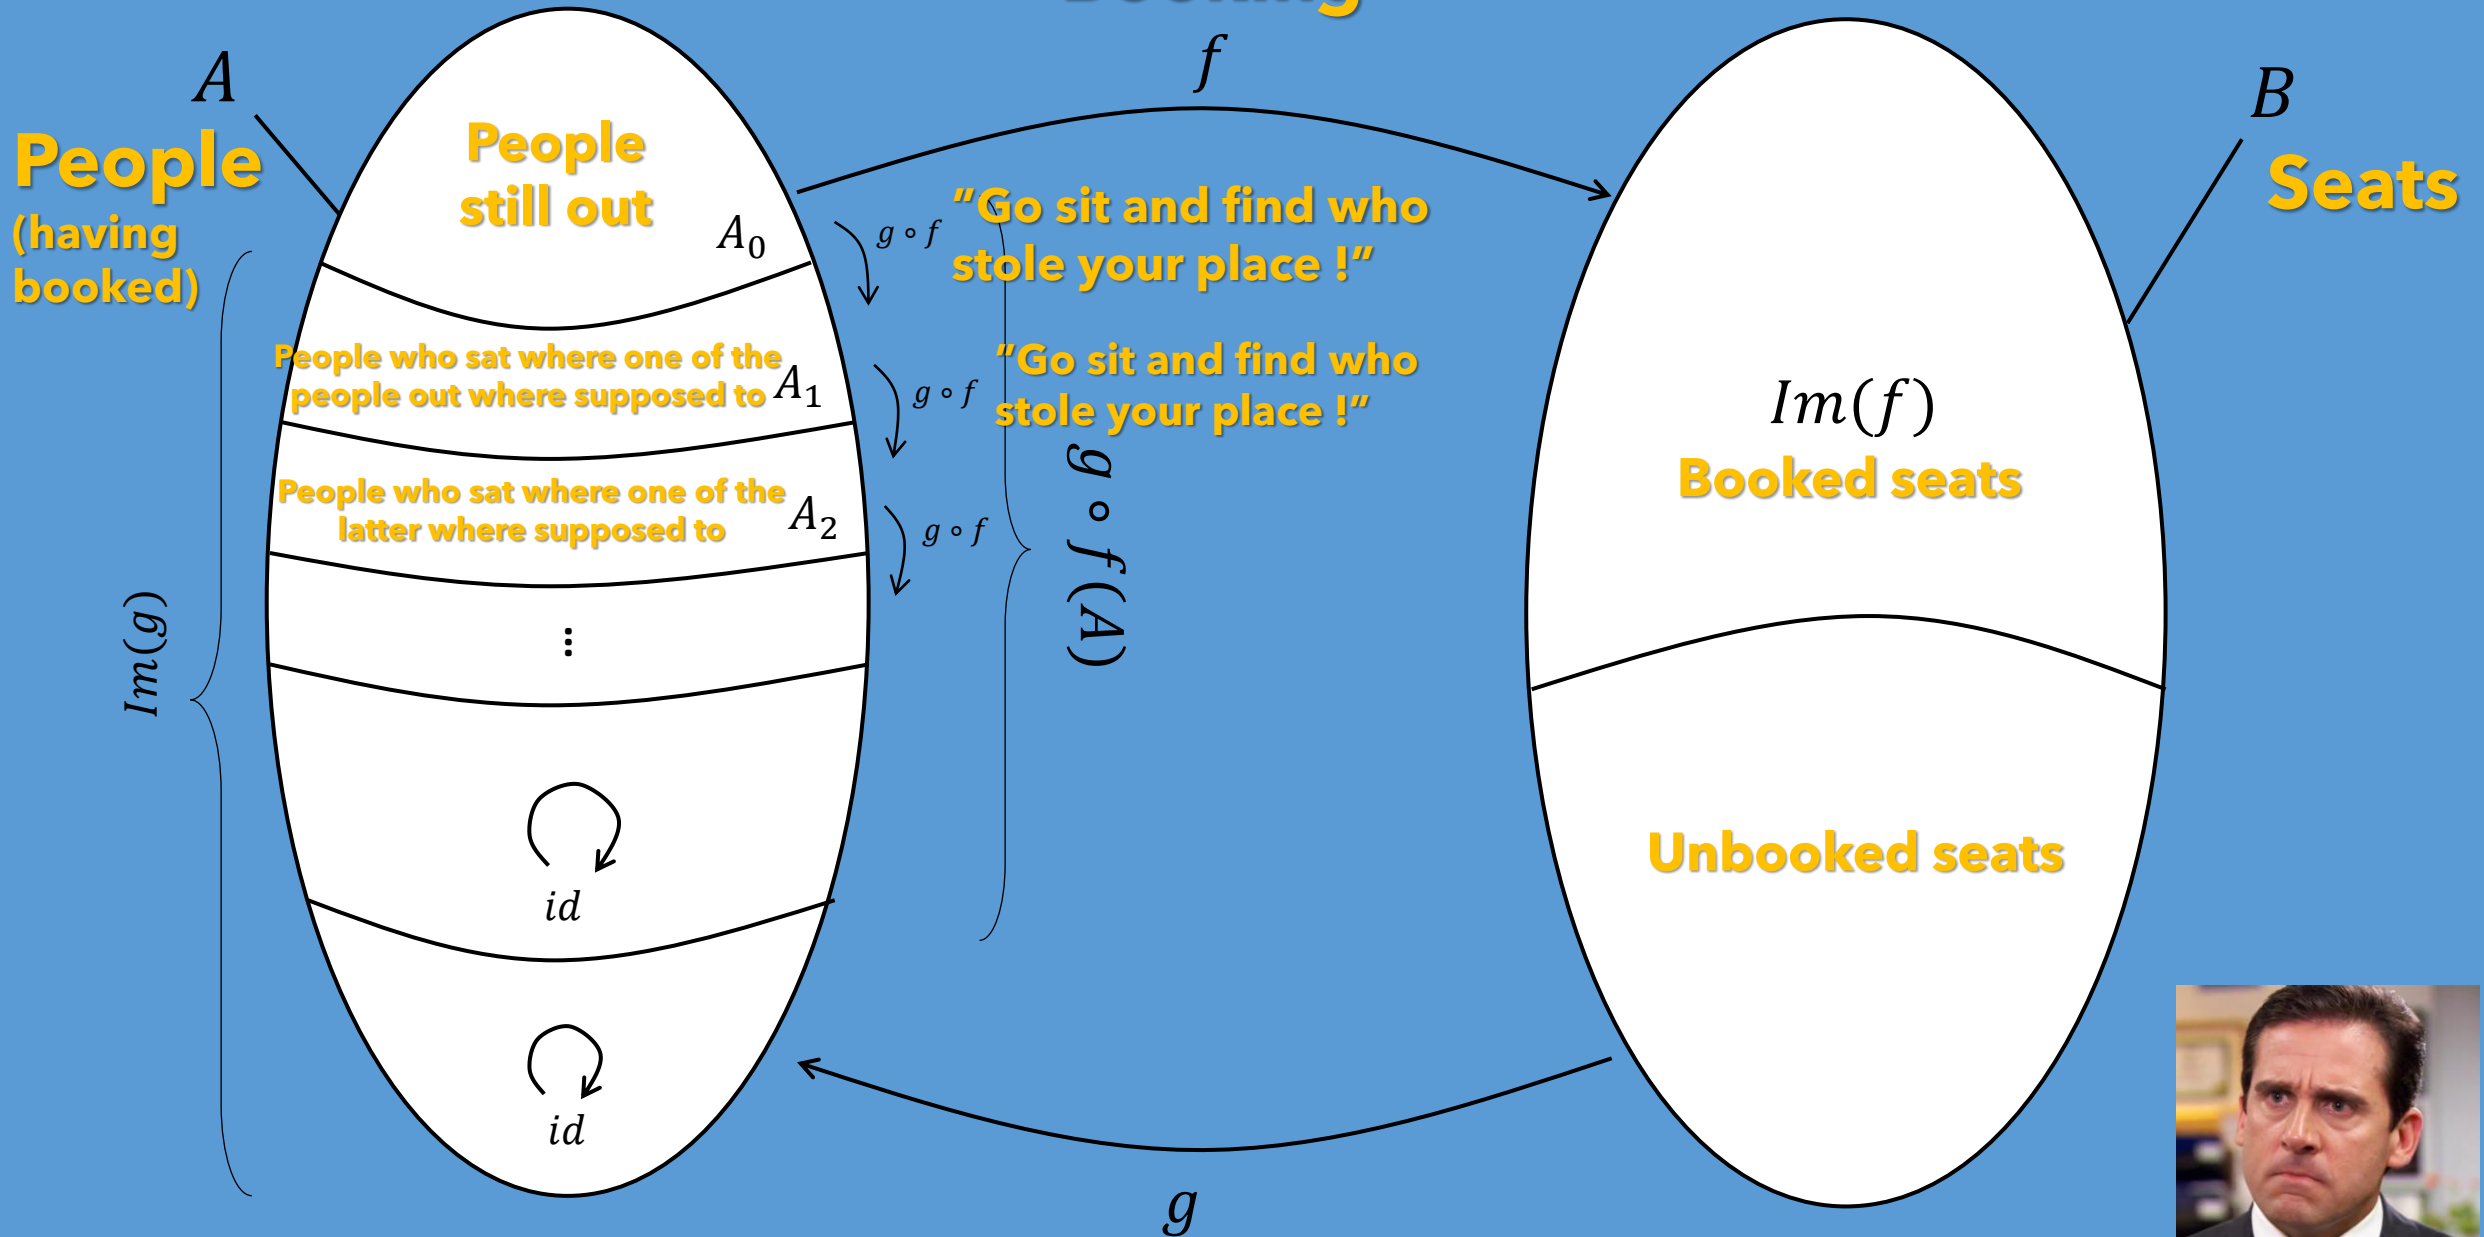 Booking
f
A
B
People
(having
booked)
People
still out
A₀
g ∘ f
"Go sit and find who
stole your place !"
Seats
People who sat where one of the
people out where supposed to
A₁
g ∘ f
"Go sit and find who
stole your place !"
Im(f)
Booked seats
People who sat where one of the
latter where supposed to
A₂
g ∘ f
g ∘ f(A)
Im(g)
⋮
Unbooked seats
id
id
g